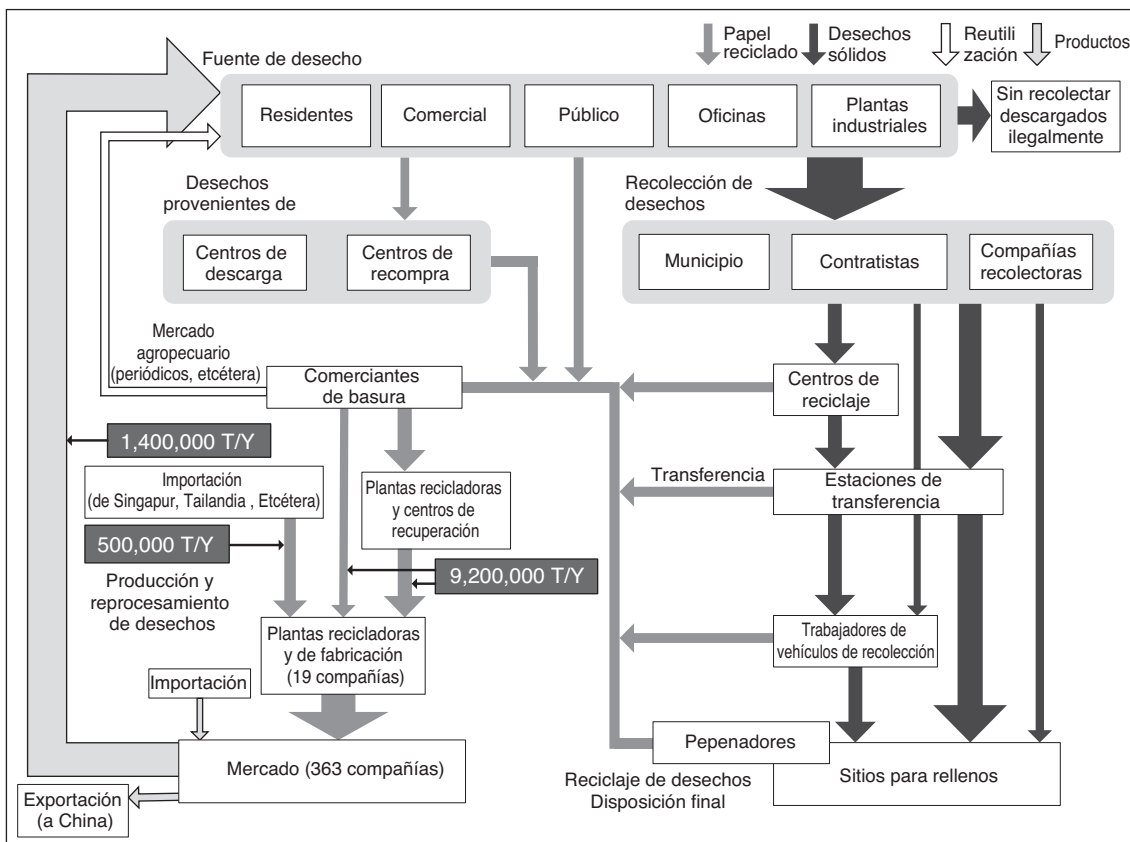 Fuente de desecho
Papel
reciclado
Desechos
sólidos
Reutili
zación
Productos
Residentes
Comercial
Público
Oficinas
Plantas
industriales
Sin recolectar
descargados
ilegalmente
Desechos
provenientes de
Recolección de
desechos
Centros de
descarga
Centros de
recompra
Municipio
Contratistas
Compañías
recolectoras
Mercado
agropecuario
(periódicos, etcétera)
Comerciantes
de basura
Centros de
reciclaje
1,400,000 T/Y
Importación
(de Singapur, Tailandia , Etcétera)
Plantas recicladoras
y centros de
recuperación
Transferencia
Estaciones de
transferencia
500,000 T/Y
9,200,000 T/Y
Producción y
reprocesamiento
de desechos
Plantas recicladoras
y de fabricación
(19 compañías)
Trabajadores de
vehículos de recolección
Importación
Mercado (363 compañías)
Pepenadores
Reciclaje de desechos
Disposición final
Sitios para rellenos
Exportación
(a China)